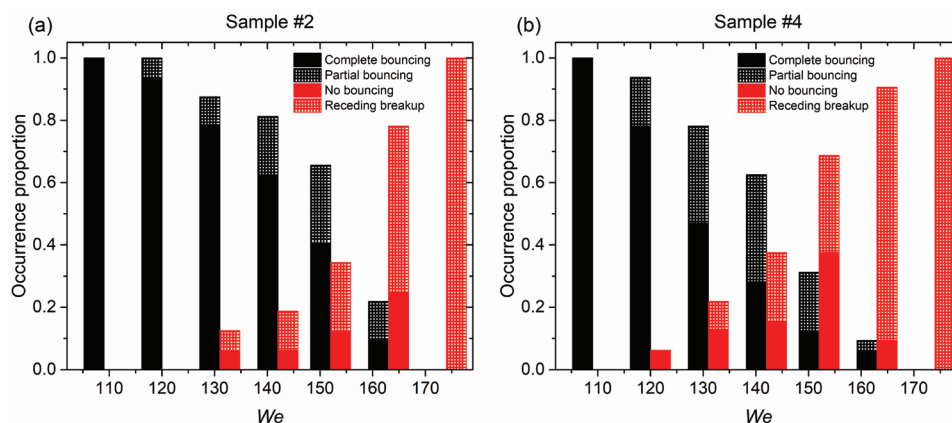 (a)
Sample #2
Complete bouncing
Partial bouncing
No bouncing
Receding breakup
Occurrence proportion
1.0
0.8
0.6
0.4
0.2
0.0
110 120 130 140 150 160 170
We
(b)
Sample #4
Complete bouncing
Partial bouncing
No bouncing
Receding breakup
Occurrence proportion
1.0
0.8
0.6
0.4
0.2
0.0
110 120 130 140 150 160 170
We